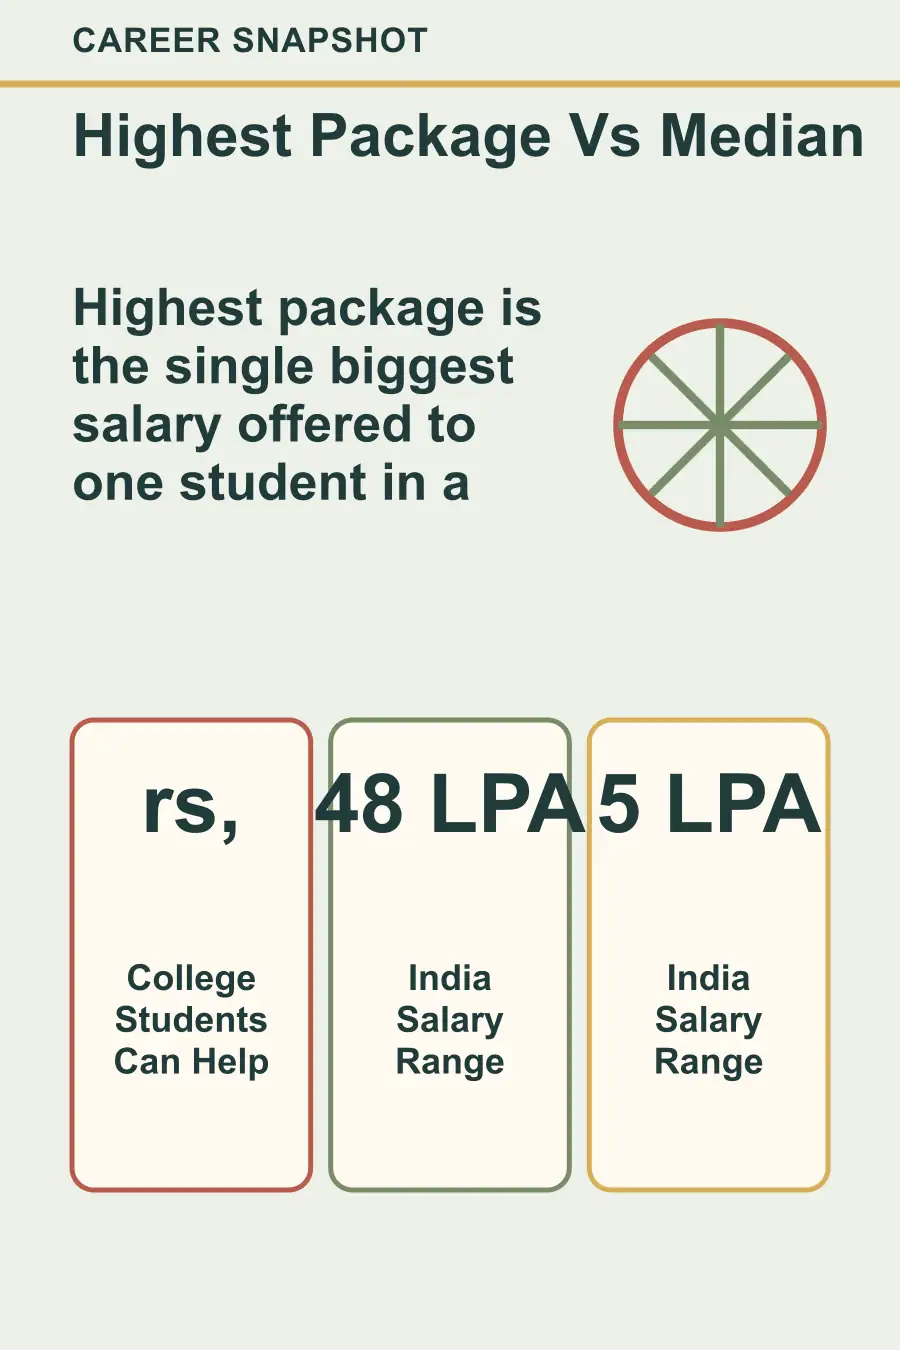 CAREER SNAPSHOT
Highest Package Vs Median
Highest package is
the single biggest
salary offered to
one student in a
rs,
College
Students
Can Help
48 LPA
India
Salary
Range
5 LPA
India
Salary
Range